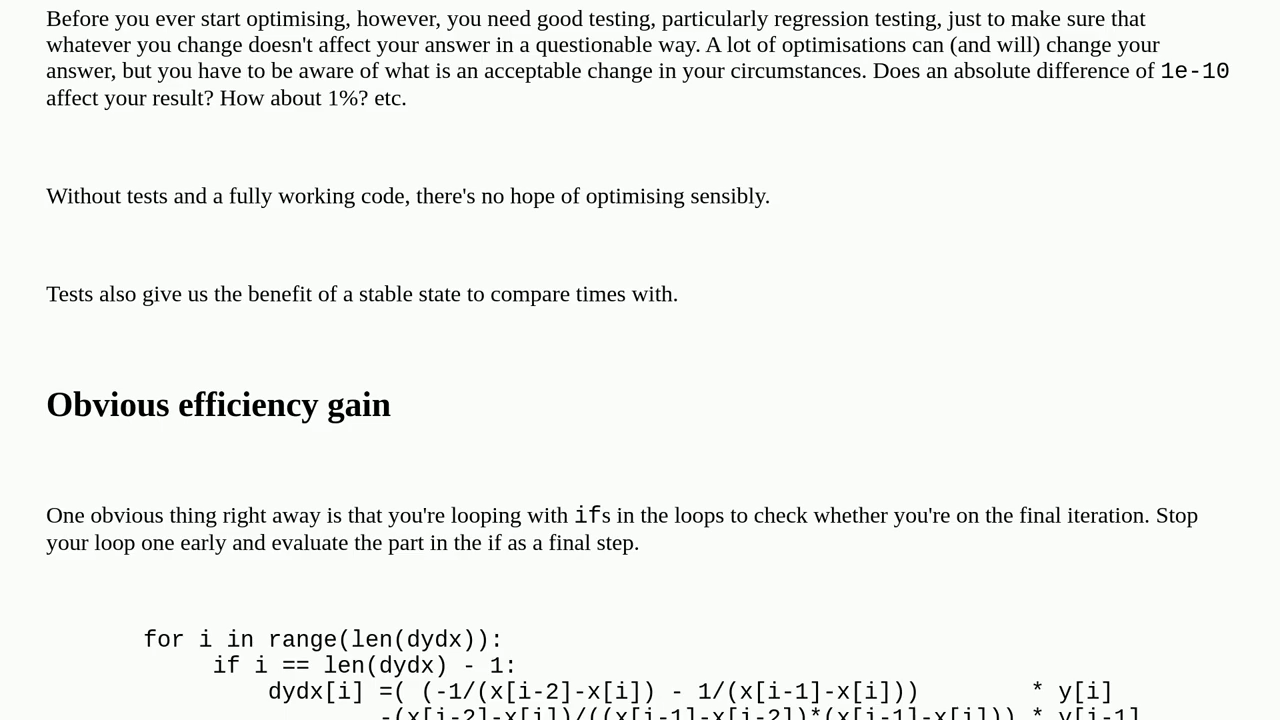 Before you ever start optimising, however, you need good testing, particularly regression testing, just to make sure that
whatever you change doesn't affect your answer in a questionable way. A lot of optimisations can (and will) change your
answer, but you have to be aware of what is an acceptable change in your circumstances. Does an absolute difference of 1e-10
affect your result? How about 1%? etc.
Without tests and a fully working code, there's no hope of optimising sensibly.
Tests also give us the benefit of a stable state to compare times with.
Obvious efficiency gain
One obvious thing right away is that you're looping with ifs in the loops to check whether you're on the final iteration. Stop
your loop one early and evaluate the part in the if as a final step.
for i in range(len(dydx)):
if i == len(dydx) - 1:
dydx[i] =( (-1/(x[i-2]-x[i]) - 1/(x[i-1]-x[i])) * y[i]
-(x[i-2]-x[i])/((x[i-1]-x[i-2])*(x[i-1]-x[i])) * y[i-1]